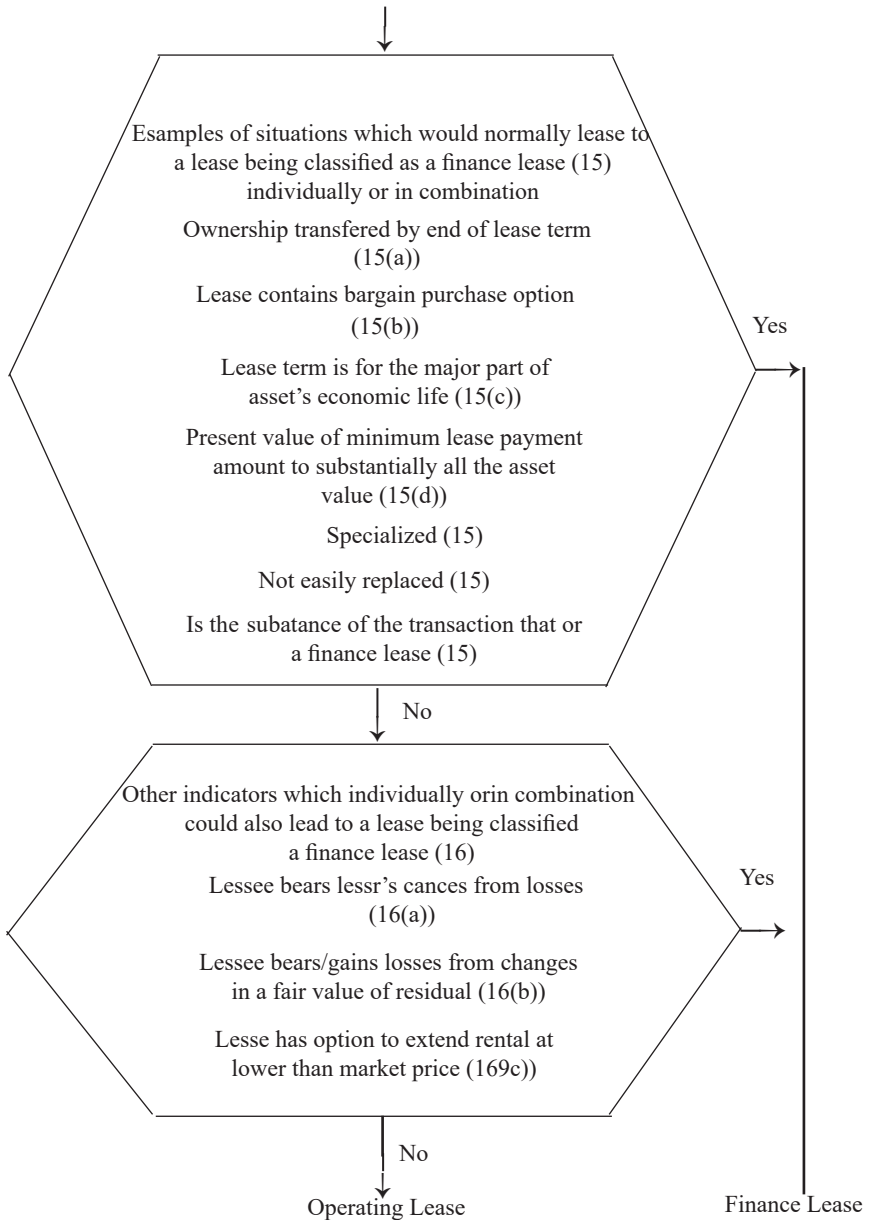 Esamples of situations which would normally lease to
a lease being classified as a finance lease (15)
individually or in combination
Ownership transfered by end of lease term
(15(a))
Lease contains bargain purchase option
(15(b))
Yes
Lease term is for the major part of
asset's economic life (15(c))
Present value of minimum lease payment
amount to substantially all the asset
value (15(d))
Specialized (15)
Not easily replaced (15)
Is the subatance of the transaction that or
a finance lease (15)
No
Other indicators which individually orin combination
could also lead to a lease being classified
a finance lease (16)
Lessee bears lessr's cances from losses
(16(a))
Yes
Lessee bears/gains losses from changes
in a fair value of residual (16(b))
Lesse has option to extend rental at
lower than market price (169c))
No
Operating Lease
Finance Lease